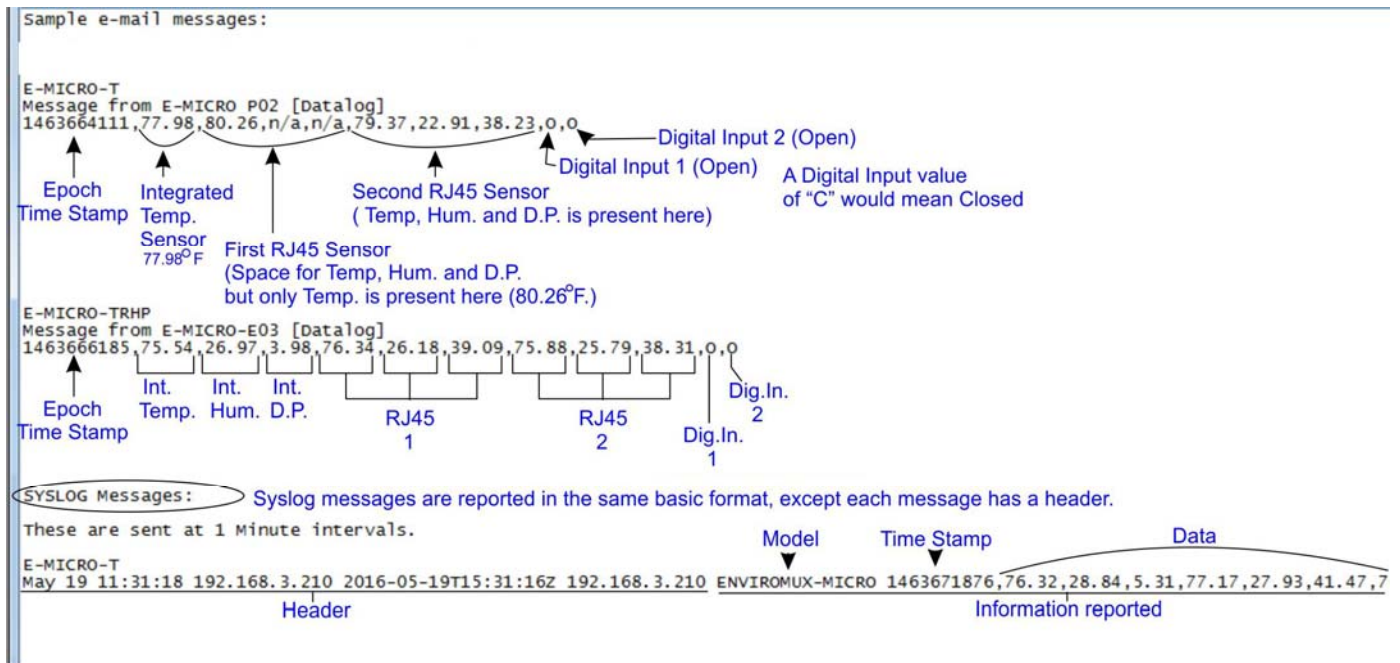 Sample e-mail messages:
E-MICRO-T
Message from E-MICRO P02 [Datalog]
1463664111,77.98,80.26,n/a,n/a,79.37,22.91,38.23,o,o
Digital Input 2 (Open)
Digital Input 1 (Open)
A Digital Input value
of “C” would mean Closed
Epoch
Time Stamp
Integrated
Temp.
Sensor
77.98°F
Second RJ45 Sensor
( Temp, Hum. and D.P. is present here)
First RJ45 Sensor
(Space for Temp, Hum. and D.P.
but only Temp. is present here (80.26°F.)
E-MICRO-TRHP
Message from E-MICRO-E03 [Datalog]
1463666185,75.54,26.97,3.98,76.34,26.18,39.09,75.88,25.79,38.31,o,o
Epoch
Time Stamp
Int.
Temp.
Int.
Hum.
Int.
D.P.
RJ45
1
RJ45
2
Dig.In.
1
Dig.In.
2
SYSLOG Messages:
Syslog messages are reported in the same basic format, except each message has a header.
These are sent at 1 Minute intervals.
Model
Time Stamp
Data
E-MICRO-T
May 19 11:31:18 192.168.3.210 2016-05-19T15:31:16Z 192.168.3.210 ENVIROMUX-MICRO 1463671876,76.32,28.84,5.31,77.17,27.93,41.47,7
Header
Information reported